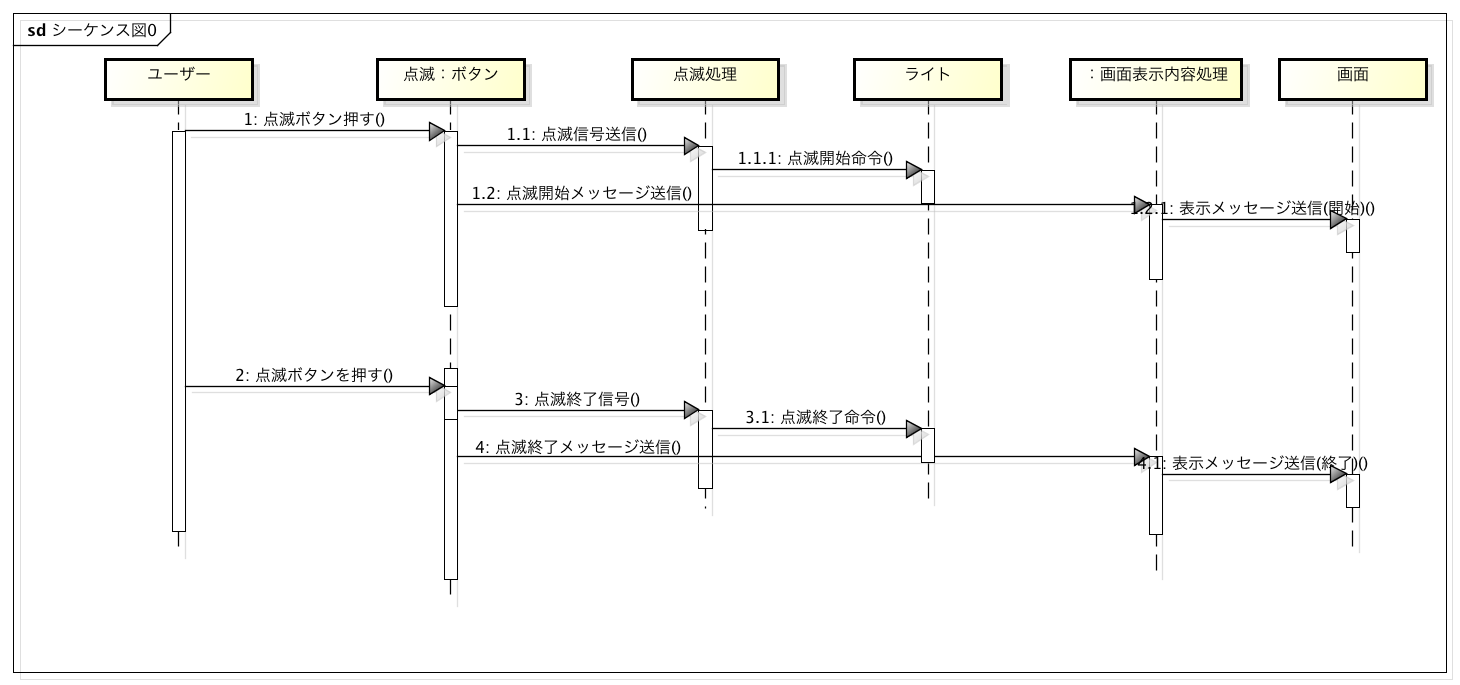 sd シーケンス図0
ユーザー
点滅：ボタン
点滅処理
ライト
：画面表示内容処理
画面
1: 点滅ボタン押す()
1.1: 点滅信号送信()
1.1.1: 点滅開始命令()
1.2: 点滅開始メッセージ送信()
1.2.1: 表示メッセージ送信(開始)()
2: 点滅ボタンを押す()
3: 点滅終了信号()
3.1: 点滅終了命令()
4: 点滅終了メッセージ送信()
4.1: 表示メッセージ送信(終了)()